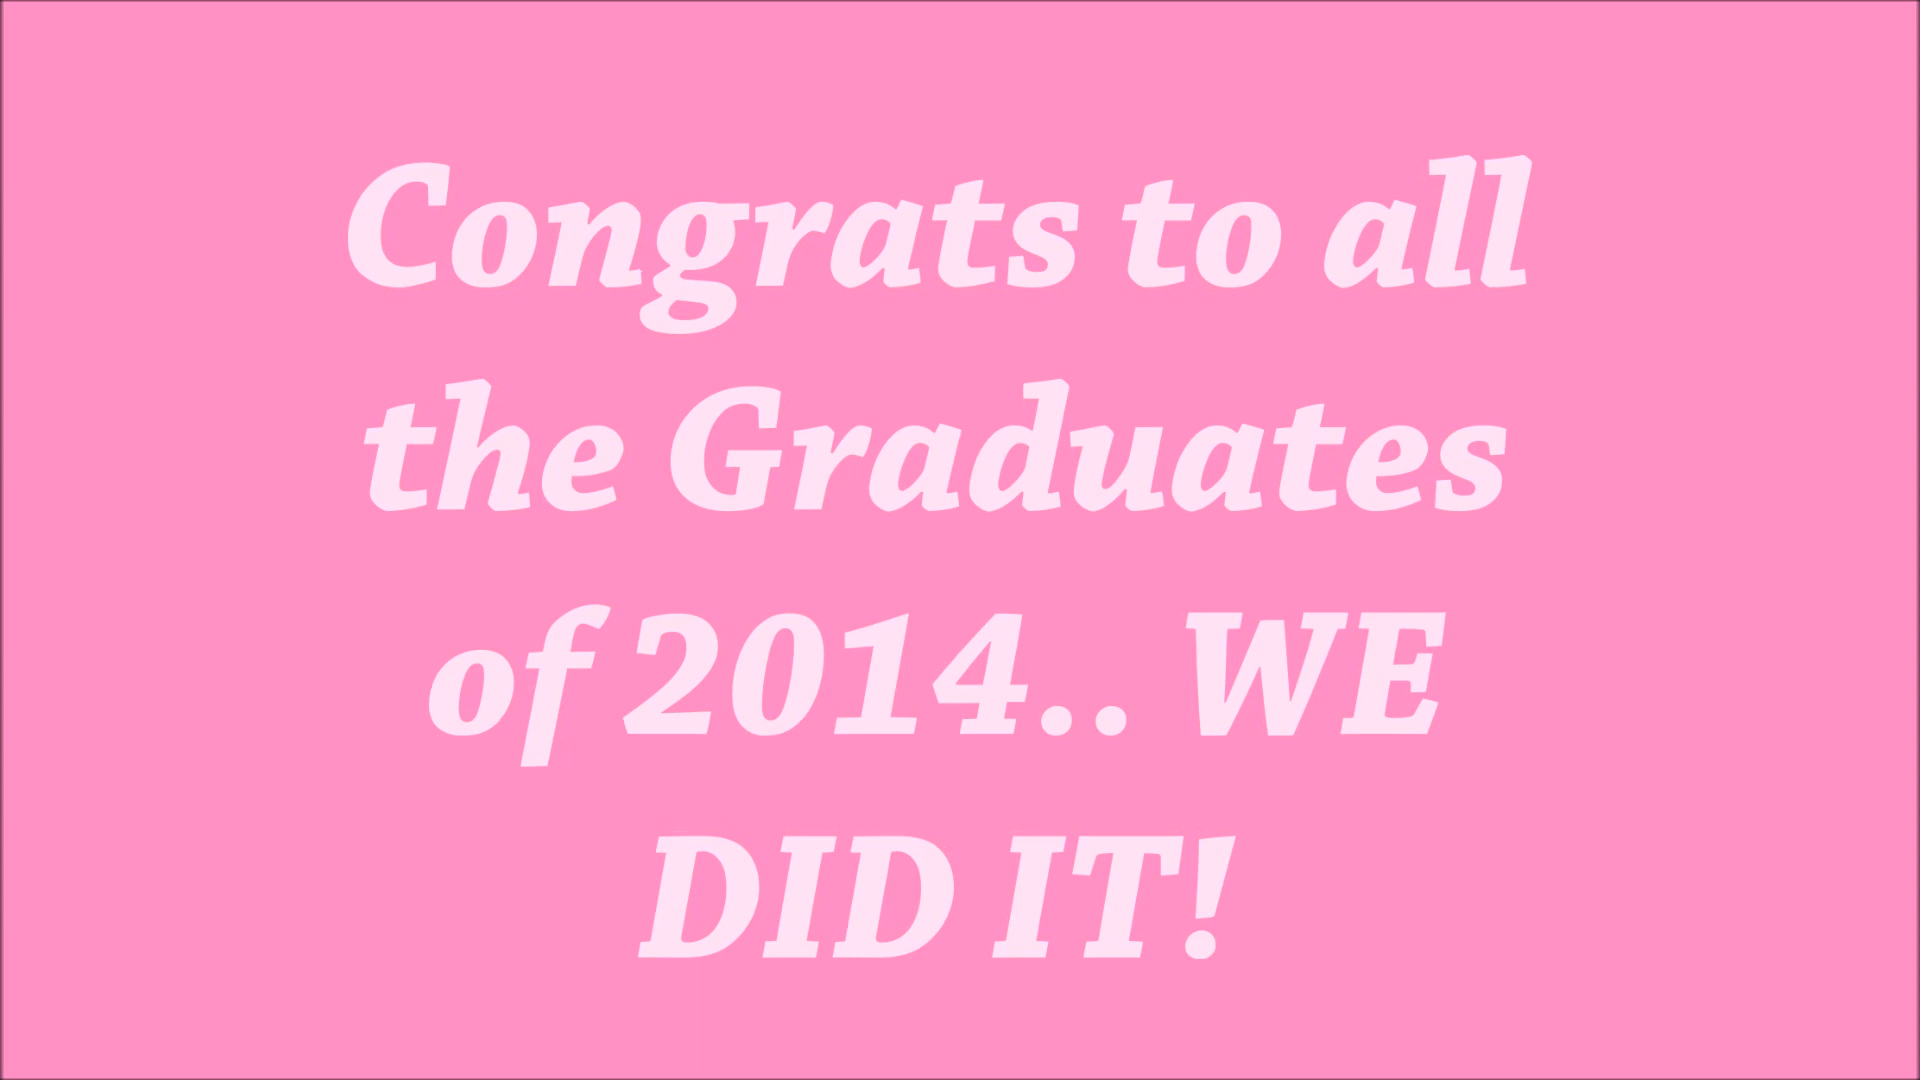 Congrats to all
the Graduates
of 2014.. WE
DID IT!